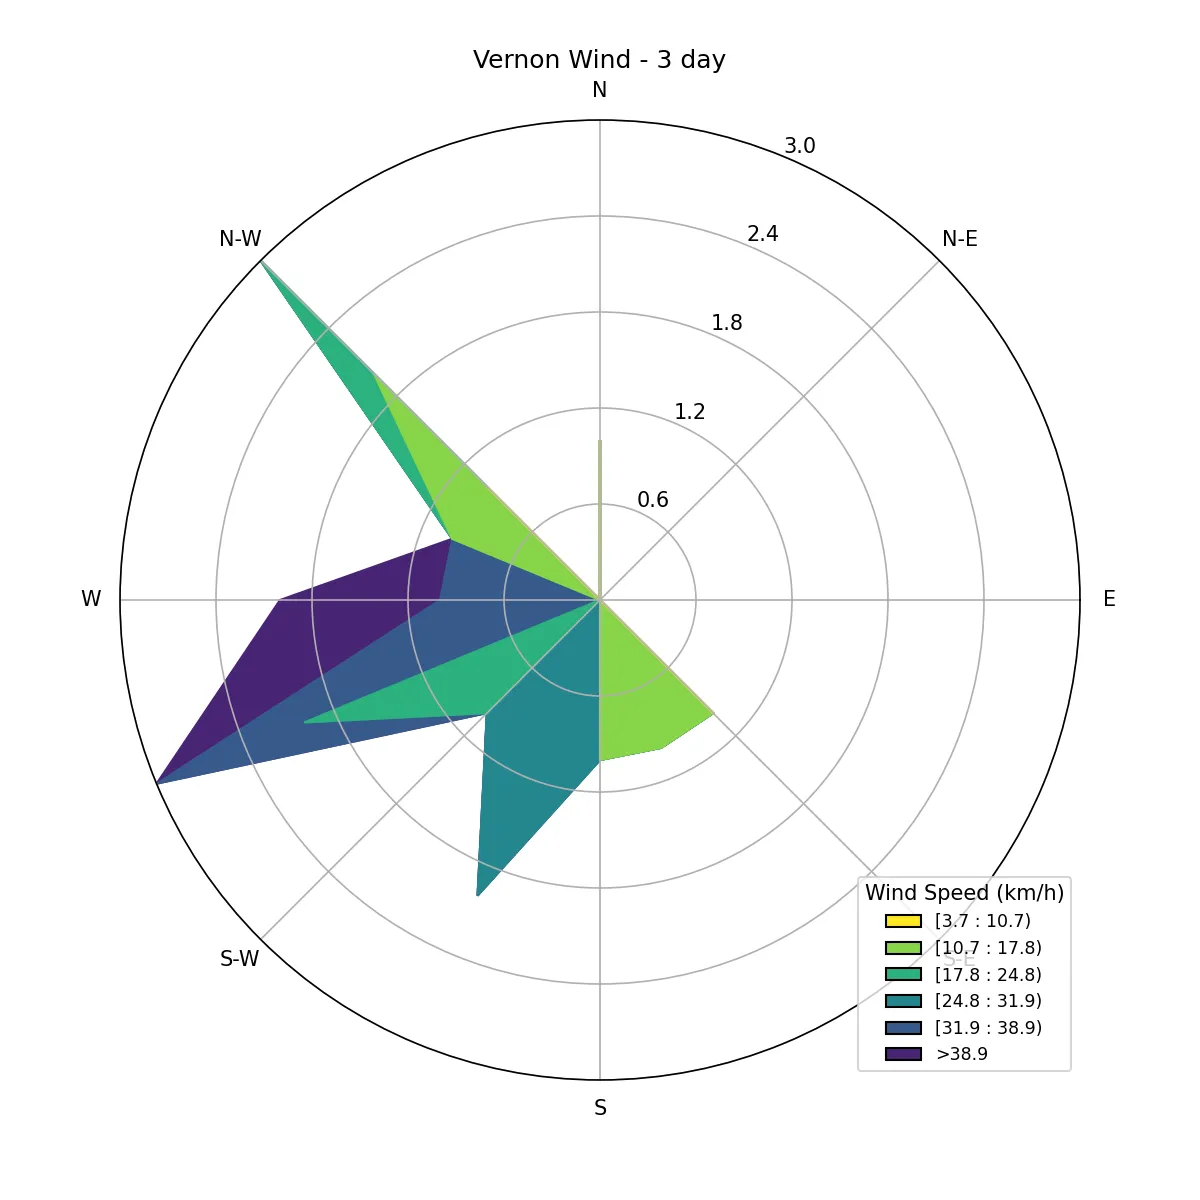 Vernon Wind - 3 day
N
3.0
N-W
N-E
2.4
1.8
1.2
0.6
W
E
Wind Speed (km/h)
[3.7 : 10.7)
[10.7 : 17.8)
[17.8 : 24.8)
[24.8 : 31.9)
[31.9 : 38.9)
>38.9
S-W
S-E
S